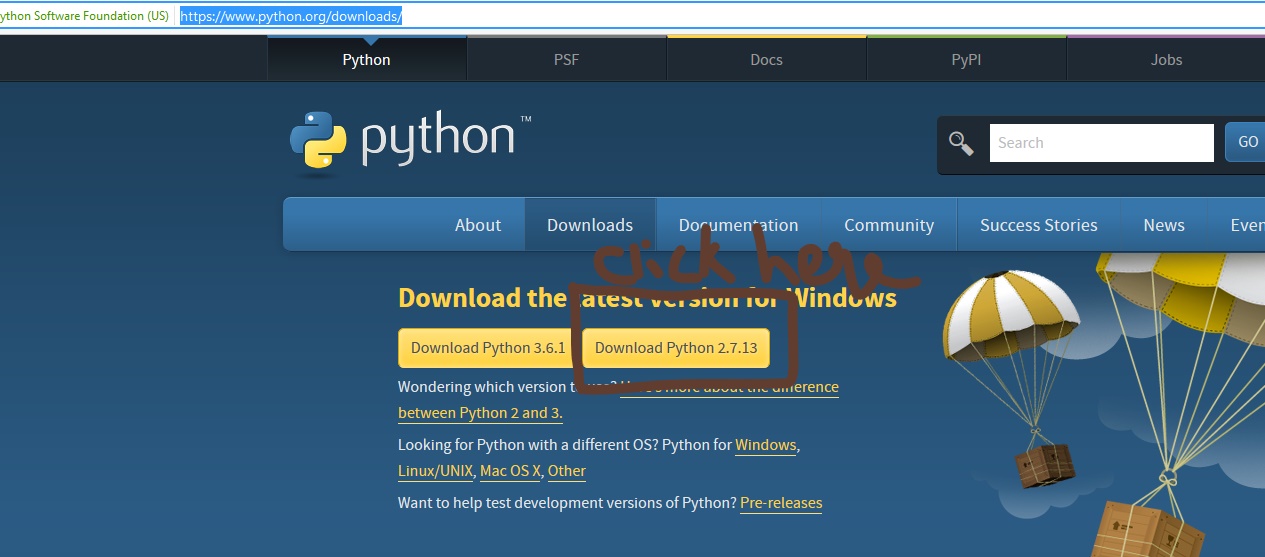 ython Software Foundation (US) https://www.python.org/downloads/
Python PSF Docs PyPI Jobs
python™
Search GO
About Downloads Documentation Community Success Stories News Even
click here
Download the latest version for Windows
Download Python 3.6.1 Download Python 2.7.13
Wondering which version to use? Here's more about the difference
between Python 2 and 3.
Looking for Python with a different OS? Python for Windows,
Linux/UNIX, Mac OS X, Other
Want to help test development versions of Python? Pre-releases